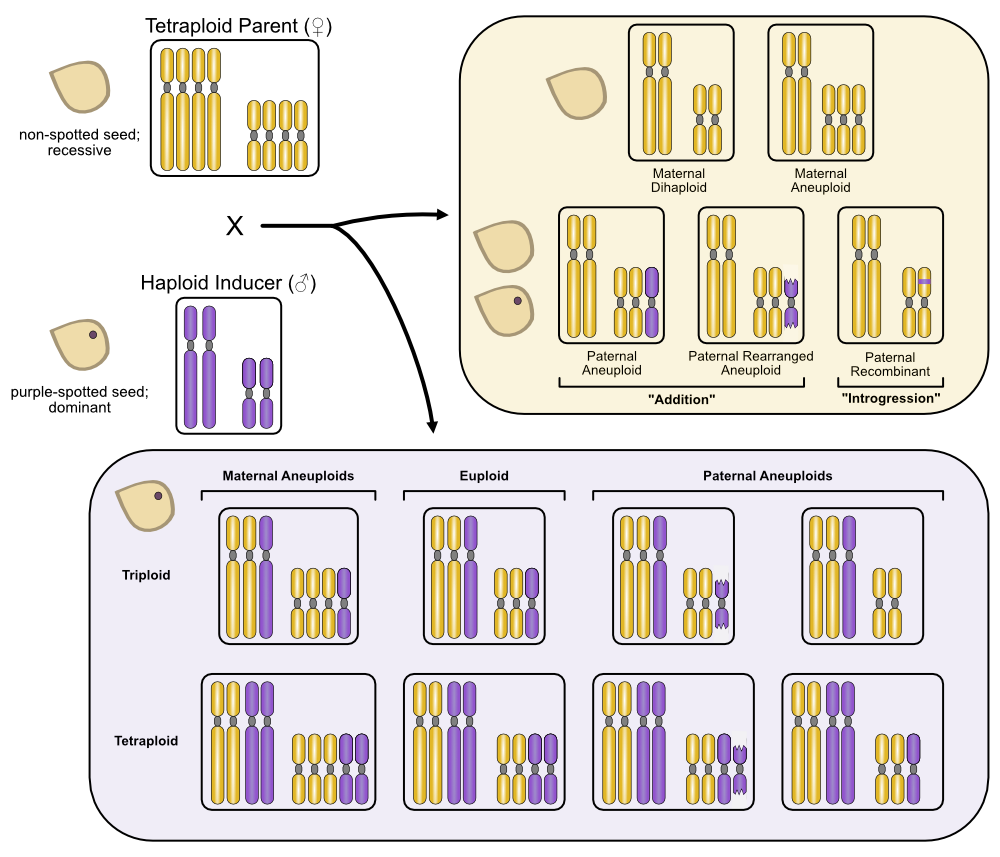 Tetraploid Parent (♀)
non-spotted seed;
recessive
X
Haploid Inducer (♂)
purple-spotted seed;
dominant
Maternal
Dihaploid
Maternal
Aneuploid
Paternal
Aneuploid
Paternal Rearranged
Aneuploid
Paternal
Recombinant
"Addition"
"Introgression"
Maternal Aneuploids
Euploid
Paternal Aneuploids
Triploid
Tetraploid